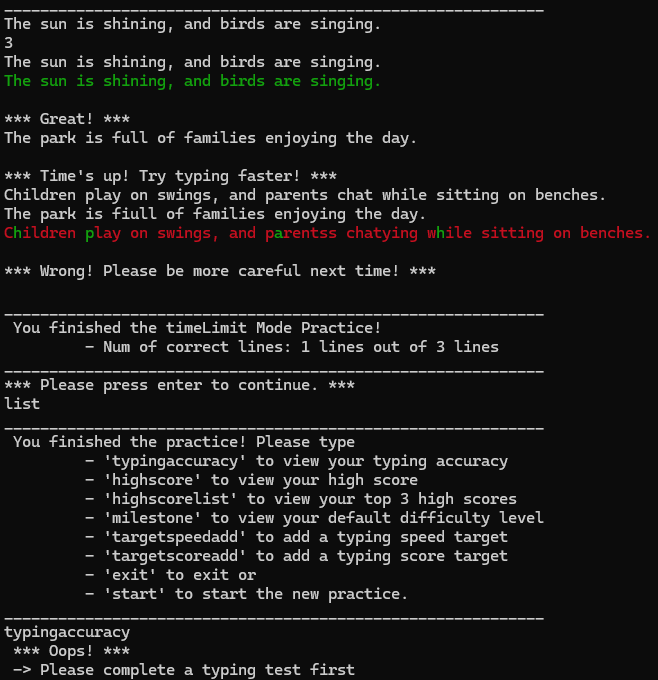 ____________________________________________________________
The sun is shining, and birds are singing.
3
The sun is shining, and birds are singing.
The sun is shining, and birds are singing.
*** Great! ***
The park is full of families enjoying the day.
*** Time's up! Try typing faster! ***
Children play on swings, and parents chat while sitting on benches.
The park is fiull of families enjoying the day.
Children play on swings, and parentss chatying while sitting on benches.
*** Wrong! Please be more careful next time! ***
____________________________________________________________
You finished the timeLimit Mode Practice!
- Num of correct lines: 1 lines out of 3 lines
____________________________________________________________
*** Please press enter to continue. ***
list
____________________________________________________________
You finished the practice! Please type
- 'typingaccuracy' to view your typing accuracy
- 'highscore' to view your high score
- 'highscorelist' to view your top 3 high scores
- 'milestone' to view your default difficulty level
- 'targetspeedadd' to add a typing speed target
- 'targetscoreadd' to add a typing score target
- 'exit' to exit or
- 'start' to start the new practice.
____________________________________________________________
typingaccuracy
*** Oops! ***
-> Please complete a typing test first